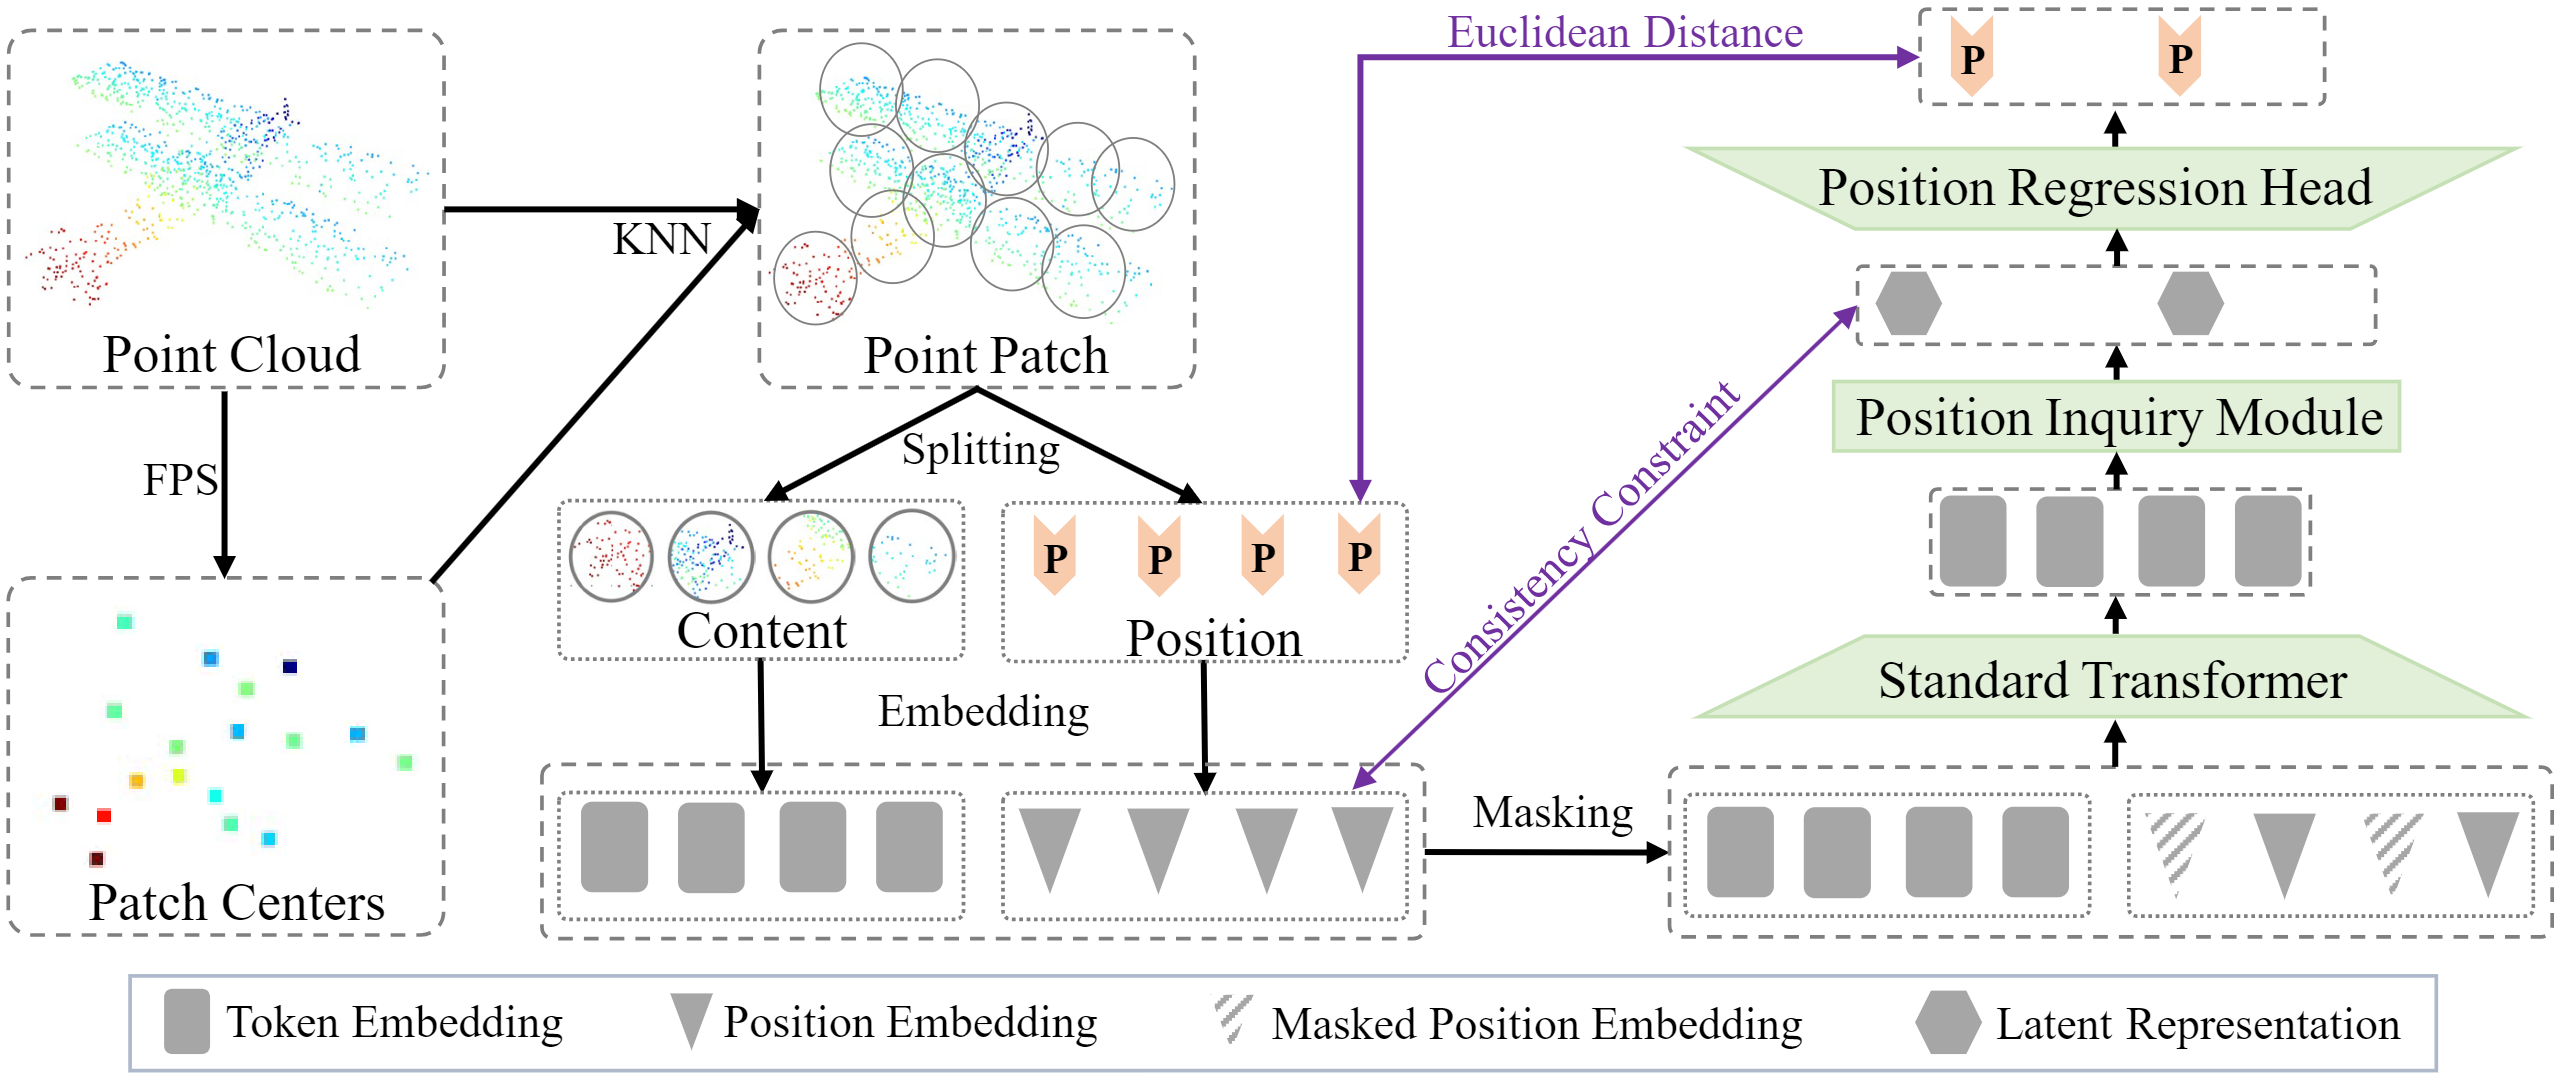 Euclidean Distance
P P
Position Regression Head
KNN
Point Cloud
Point Patch
Position Inquiry Module
Consistency Constraint
Splitting
FPS
P P P P
Content
Position
Standard Transformer
Embedding
Masking
Patch Centers
Token Embedding
Position Embedding
Masked Position Embedding
Latent Representation